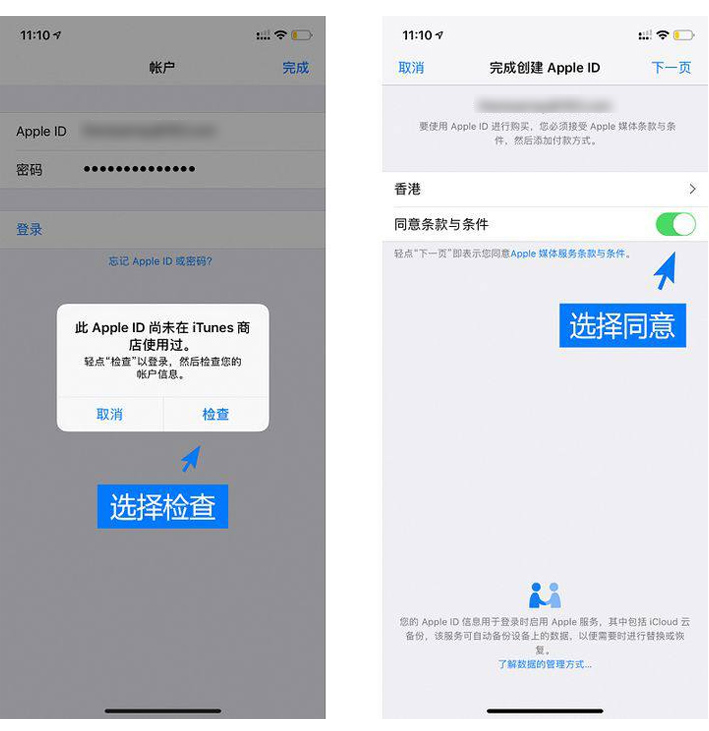 11:10
帐户
完成
Apple ID
密码
登录
忘记 Apple ID 或密码?
此 Apple ID 尚未在 iTunes 商
店使用过。
轻点“检查”以登录，然后检查您的
帐户信息。
取消
检查
选择检查
11:10
取消
完成创建 Apple ID
下一页
要使用 Apple ID 进行购买，您必须接受 Apple 媒体条款与条
件，然后添加付款方式。
香港
同意条款与条件
轻点“下一页”即表示您同意Apple 媒体服务条款与条件。
选择同意
您的 Apple ID 信息用于登录时启用 Apple 服务，其中包括 iCloud 云
备份，该服务可自动备份设备上的数据，以便需要时进行替换或恢
复。
了解数据的管理方式...